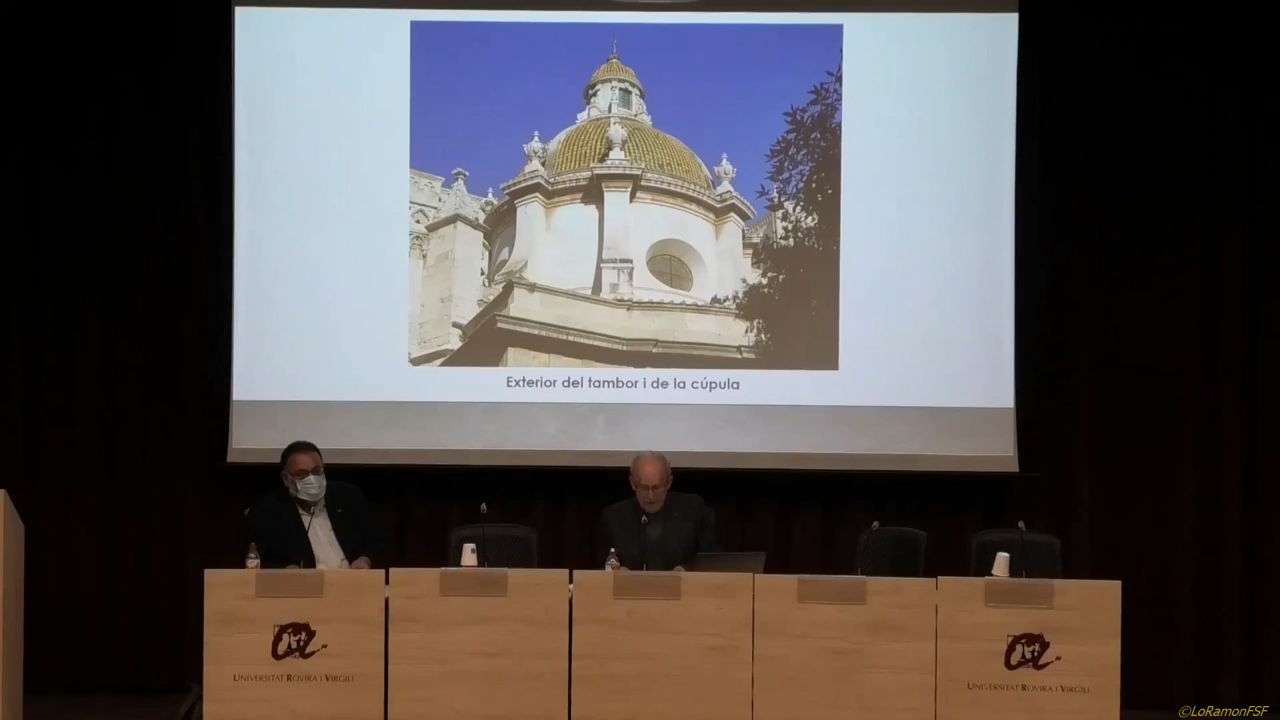 Exterior del tambor i de la cúpula
UNIVERSITAT ROVIRA I VIRGILI
UNIVERSITAT ROVIRA I VIRGILI
©LoRamonFSF